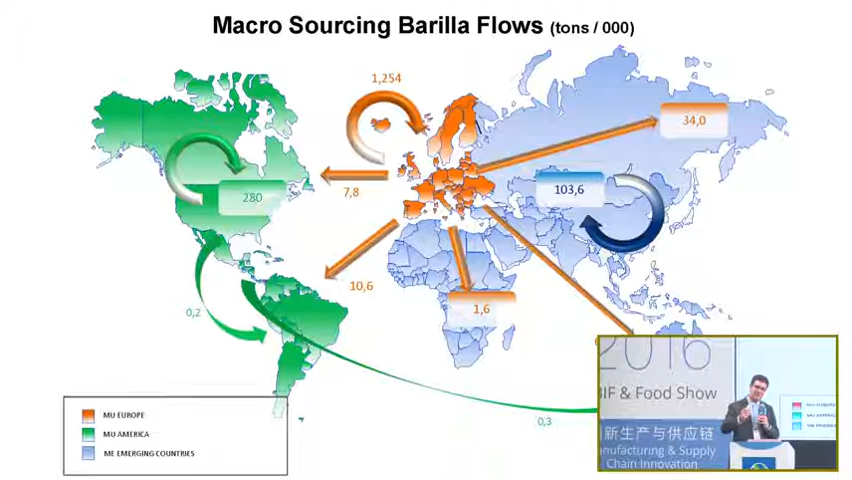 Macro Sourcing Barilla Flows (tons / 000)
1,254
34,0
280
7,8
103,6
10,6
0,2
1,6
0,3
MU EUROPE
MU AMERICA
ME EMERGING COUNTRIES
2016
IIF & Food Show
新生产与供应链
nufacturing & Supply
Chain Innovation